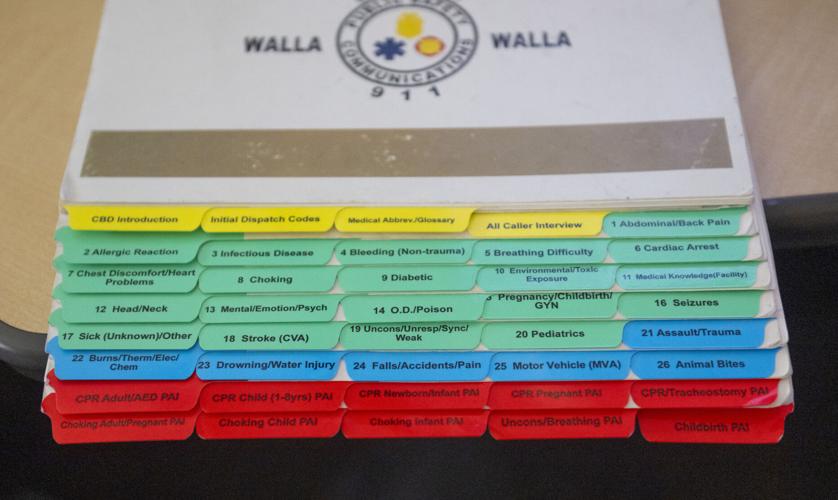 PUBLIC SAFETY
WALLA WALLA
COMMUNICATIONS
911
CBD Introduction
Initial Dispatch Codes
Medical Abbrev./Glossary
All Caller Interview
1 Abdominal/Back Pain
2 Allergic Reaction
3 Infectious Disease
4 Bleeding (Non-trauma)
5 Breathing Difficulty
6 Cardiac Arrest
7 Chest Discomfort/Heart
Problems
8 Choking
9 Diabetic
10 Environmental/Toxic
Exposure
11 Medical Knowledge(Facility)
12 Head/Neck
13 Mental/Emotion/Psych
14 O.D./Poison
Pregnancy/Childbirth/
GYN
16 Seizures
17 Sick (Unknown)/Other
18 Stroke (CVA)
19 Uncons/Unresp/Sync/
Weak
20 Pediatrics
21 Assault/Trauma
22 Burns/Therm/Elec/
Chem
23 Drowning/Water Injury
24 Falls/Accidents/Pain
25 Motor Vehicle (MVA)
26 Animal Bites
CPR Adult/AED PAI
CPR Child (1-8yrs) PAI
CPR Newborn/Infant PAI
CPR Pregnant PAI
CPR/Tracheostomy PAI
Choking Adult/Pregnant PAI
Choking Child PAI
Choking Infant PAI
Uncons/Breathing PAI
Childbirth PAI